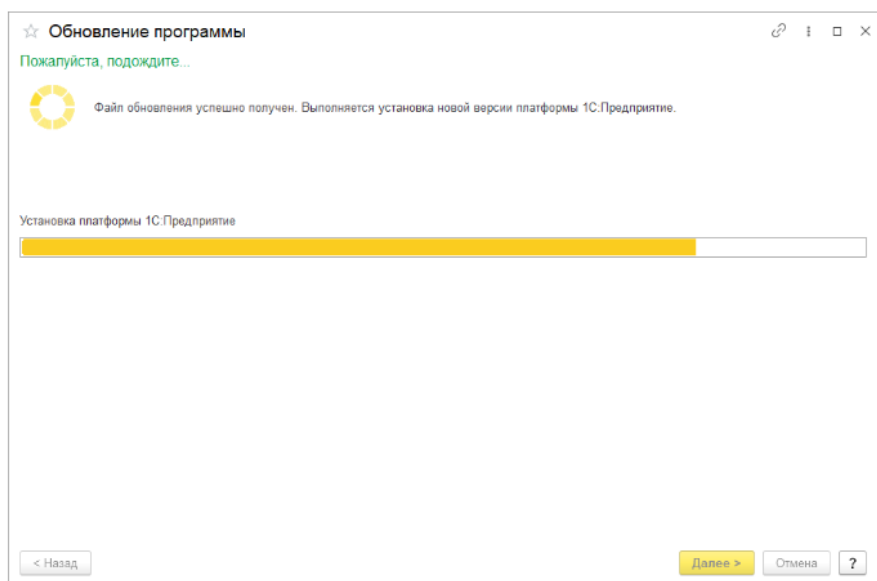 Обновление программы
Пожалуйста, подождите...
Файл обновления успешно получен. Выполняется установка новой версии платформы 1С:Предприятие.
Установка платформы 1С:Предприятие
< Назад
Далее >
Отмена
?